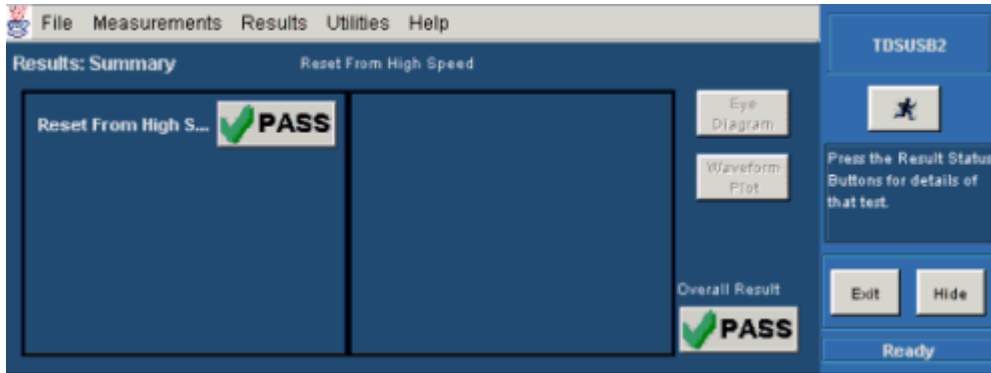 File Measurements Results Utilities Help
Results: Summary Reset From High Speed
Reset From High S... PASS
Eye
Diagram
Waveform
Plot
Overall Result
PASS
TDSUSB2
Press the Result Status
Buttons for details of
that test.
Exit Hide
Ready